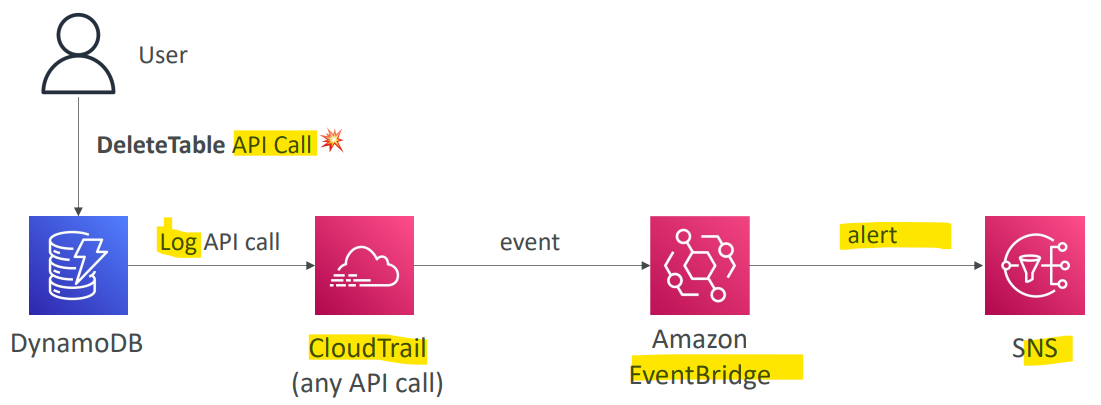 User
DeleteTable API Call
Log API call
event
alert
DynamoDB
CloudTrail
(any API call)
Amazon
EventBridge
SNS